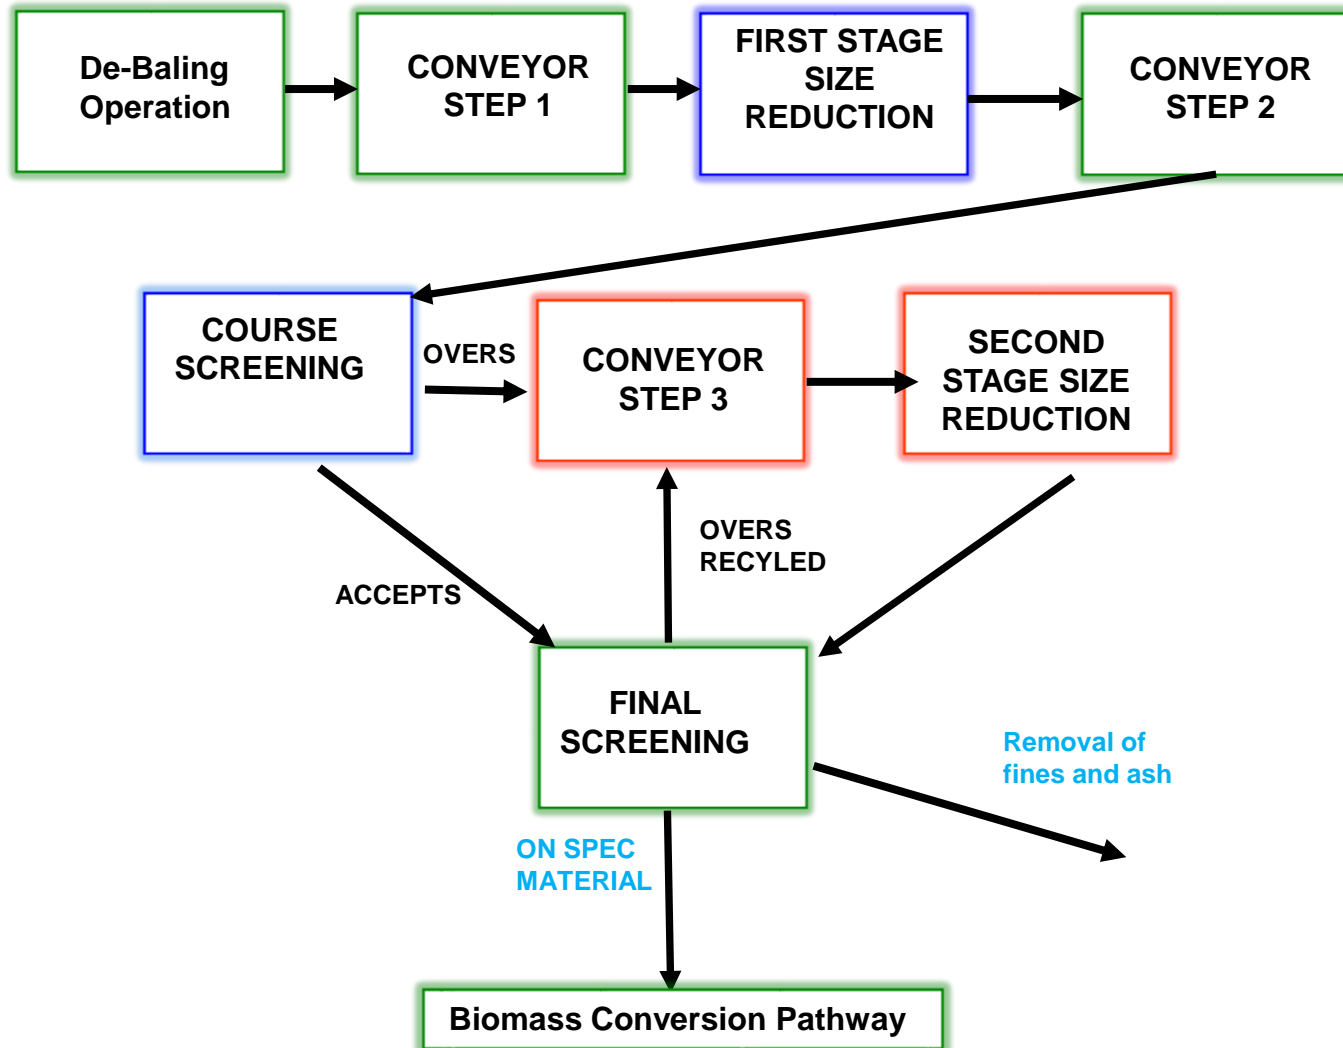 De-Baling
Operation
CONVEYOR
STEP 1
FIRST STAGE
SIZE
REDUCTION
CONVEYOR
STEP 2
COURSE
SCREENING
OVERS
CONVEYOR
STEP 3
SECOND
STAGE SIZE
REDUCTION
ACCEPTS
OVERS
RECYLED
FINAL
SCREENING
Removal of
fines and ash
ON SPEC
MATERIAL
Biomass Conversion Pathway